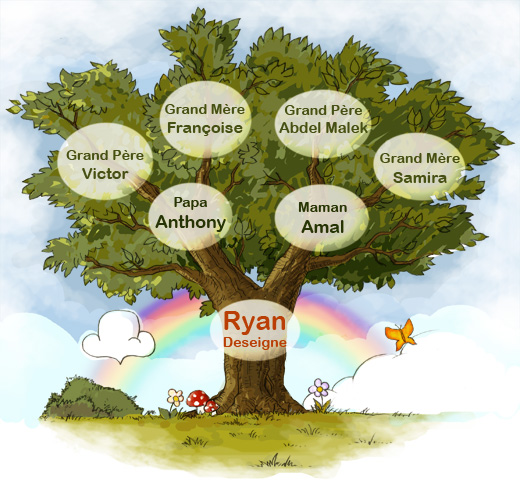 Grand Mère
Françoise
Grand Père
Abdel Malek
Grand Père
Victor
Grand Mère
Samira
Papa
Anthony
Maman
Amal
Ryan
Deseigne